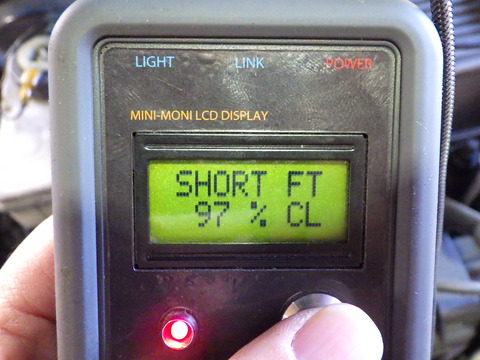 LIGHT LINK POWER
MINI-MONI LCD DISPLAY
SHORT FT
97 % CL